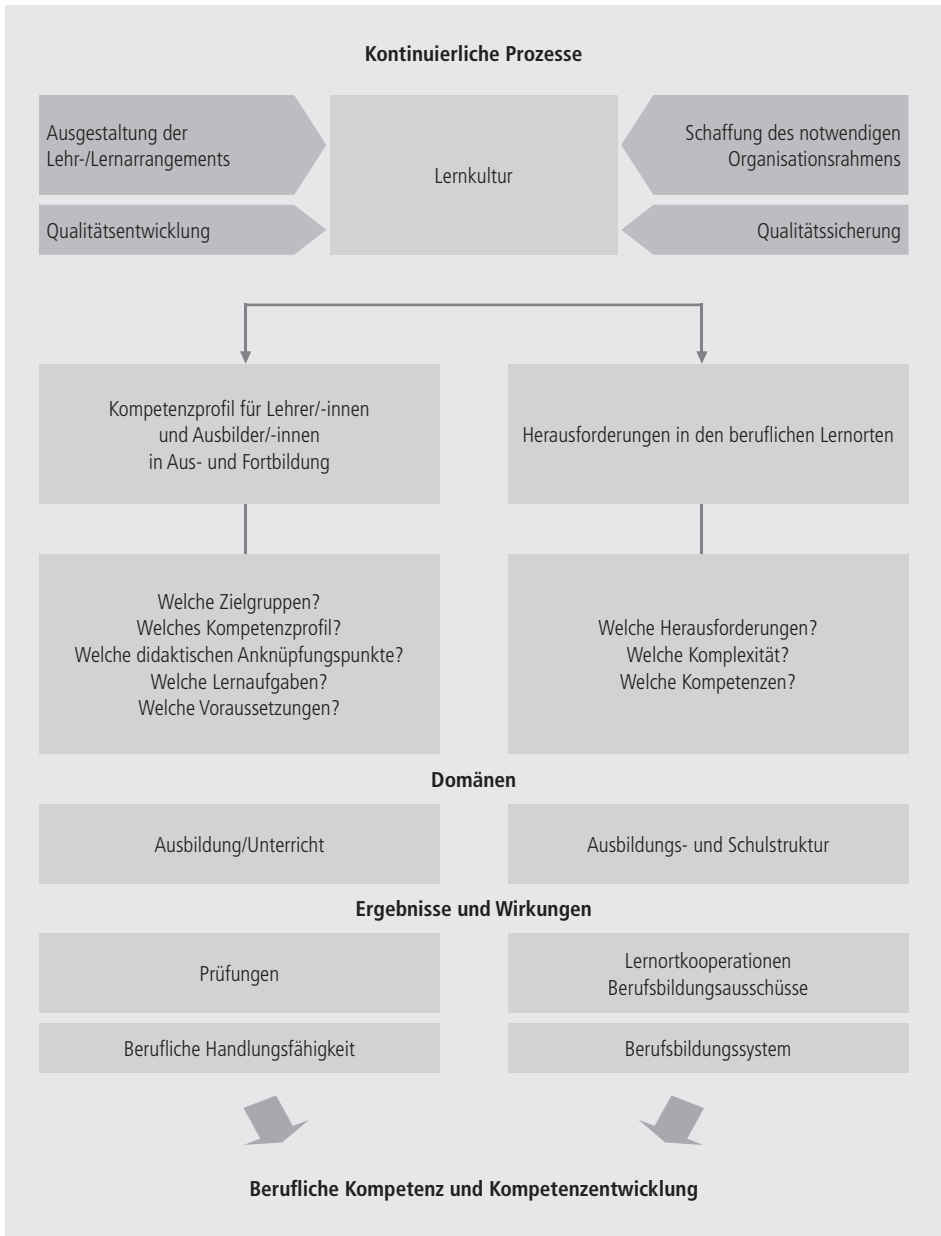 Kontinuierliche Prozesse
Ausgestaltung der
Lehr-/Lernarrangements
Qualitätsentwicklung
Lernkultur
Schaffung des notwendigen
Organisationsrahmens
Qualitätssicherung
Kompetenzprofil für Lehrer/-innen
und Ausbilder/-innen
in Aus- und Fortbildung
Herausforderungen in den beruflichen Lernorten
Welche Zielgruppen?
Welches Kompetenzprofil?
Welche didaktischen Anknüpfungspunkte?
Welche Lernaufgaben?
Welche Voraussetzungen?
Welche Herausforderungen?
Welche Komplexität?
Welche Kompetenzen?
Domänen
Ausbildung/Unterricht
Ausbildungs- und Schulstruktur
Ergebnisse und Wirkungen
Prüfungen
Lernortkooperationen
Berufsbildungsausschüsse
Berufliche Handlungsfähigkeit
Berufsbildungssystem
Berufliche Kompetenz und Kompetenzentwicklung